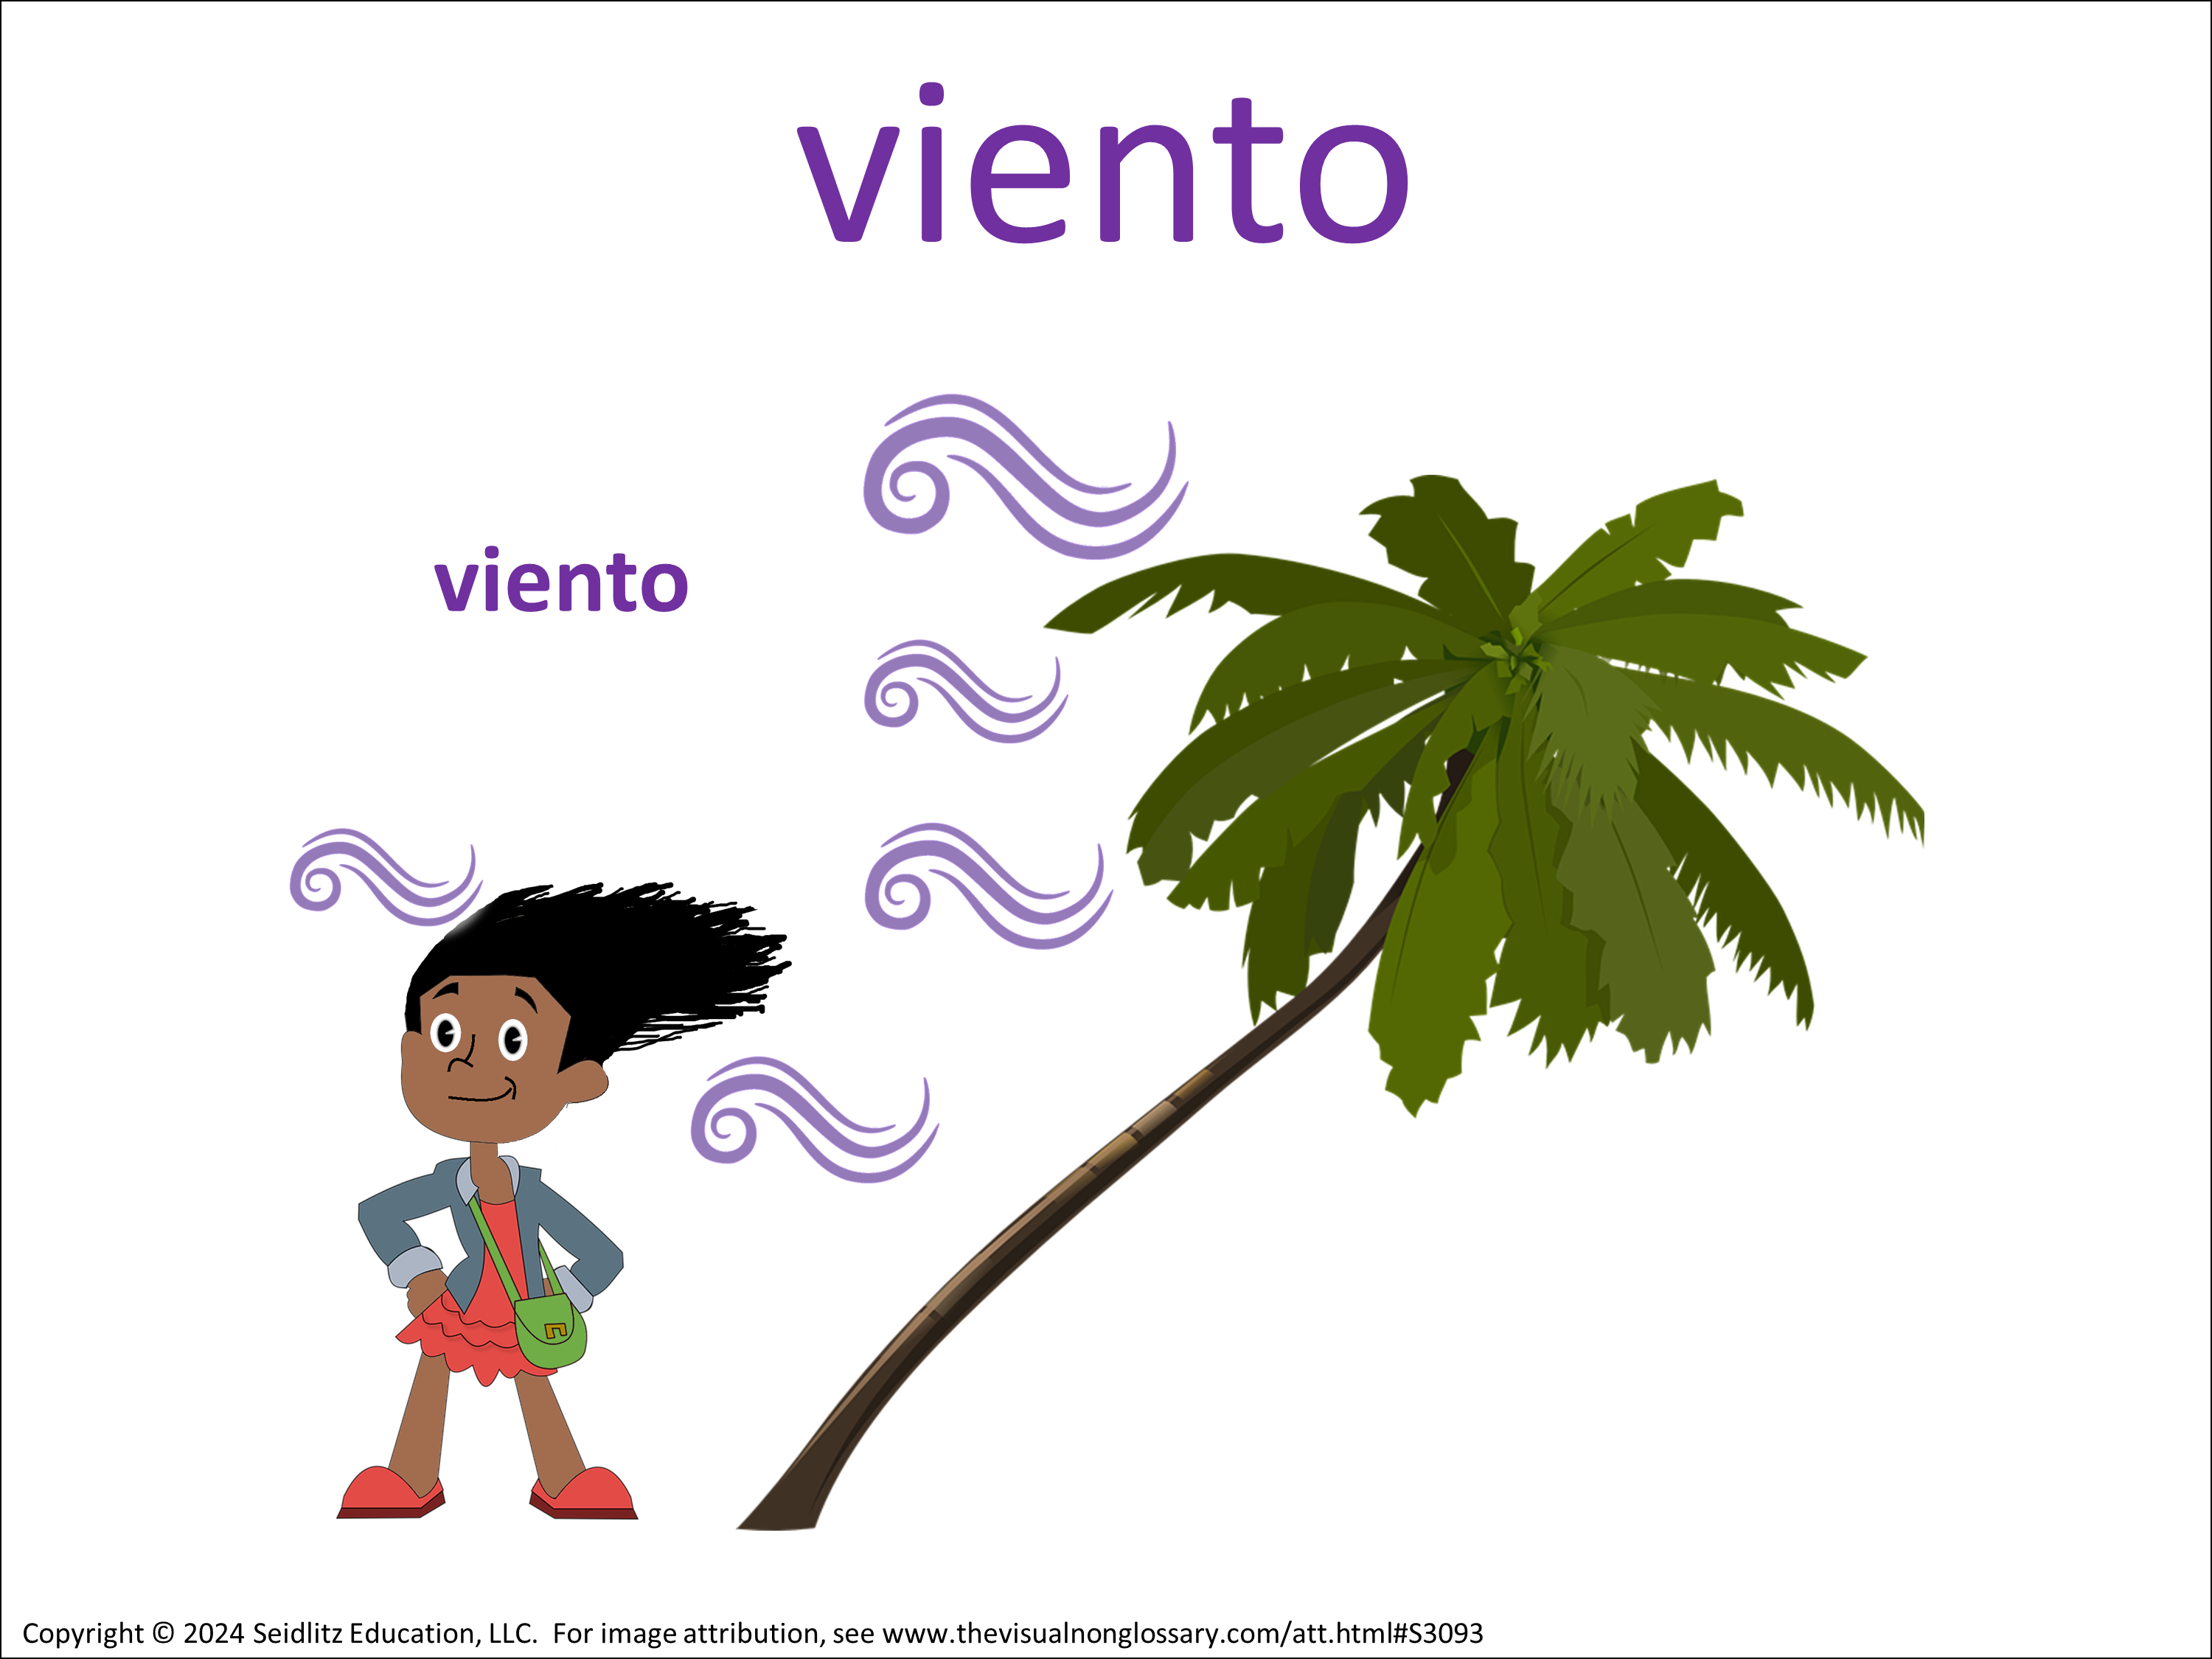 viento
viento
Copyright © 2024 Seidlitz Education, LLC.  For image attribution, see www.thevisualnonglossary.com/att.html#S3093